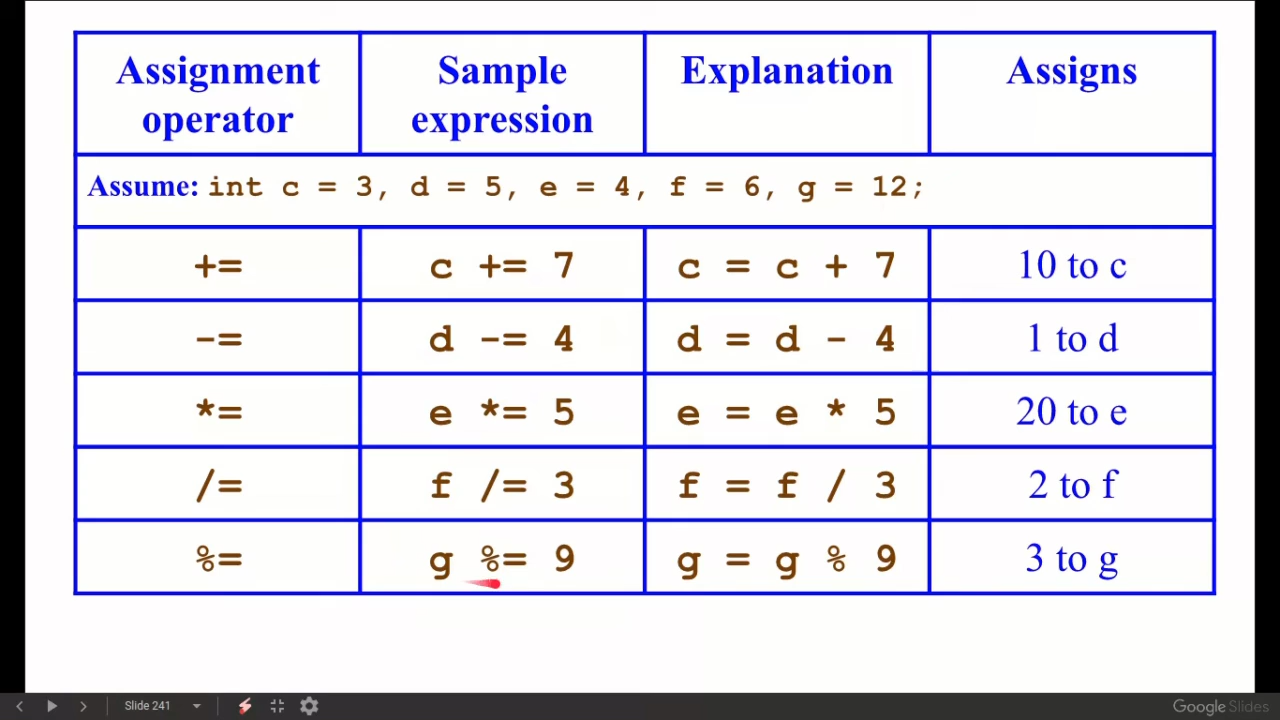 Assignment operator Sample expression Explanation Assigns
Assume: int c = 3, d = 5, e = 4, f = 6, g = 12;
+= c += 7 c = c + 7 10 to c
-= d -= 4 d = d - 4 1 to d
*= e *= 5 e = e * 5 20 to e
/= f /= 3 f = f / 3 2 to f
%= g %= 9 g = g % 9 3 to g
Slide 241 Google Slides